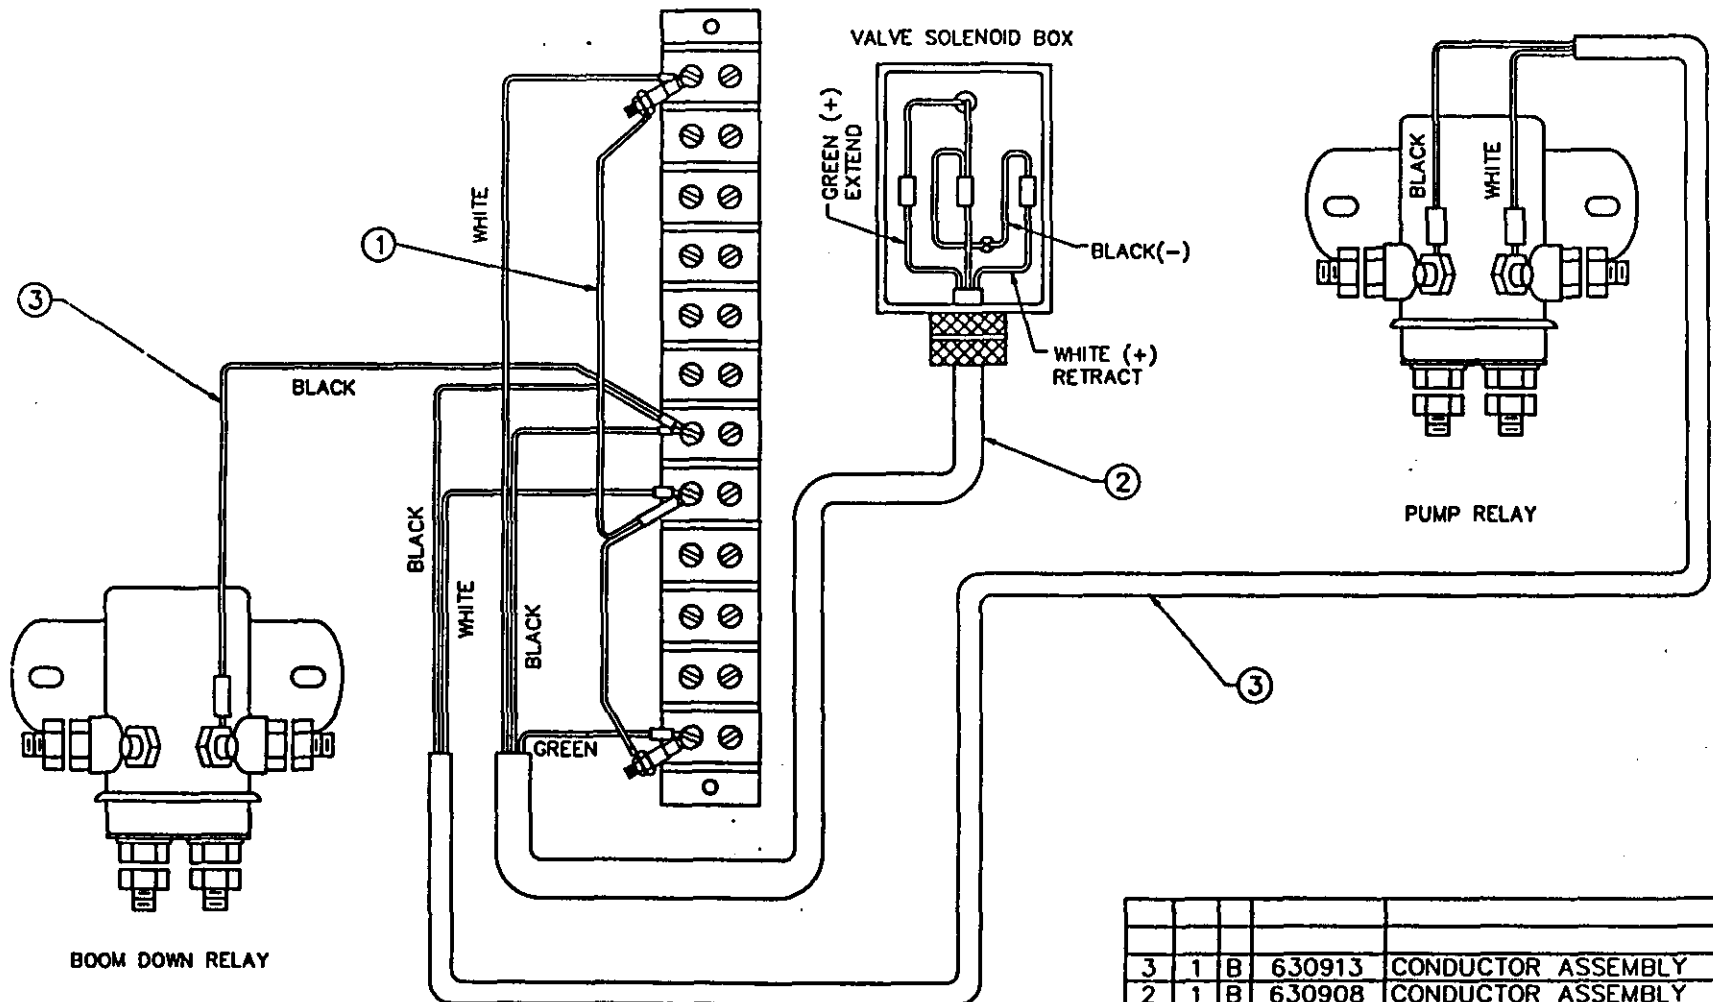 VALVE SOLENOID BOX
GREEN (+)
EXTEND
BLACK(-)
WHITE (+)
RETRACT
BLACK
WHITE
PUMP RELAY
WHITE
1
3
BLACK
2
BLACK
WHITE
BLACK
3
GREEN
BOOM DOWN RELAY
3 1 B 630913 CONDUCTOR ASSEMBLY
2 1 B 630908 CONDUCTOR ASSEMBLY